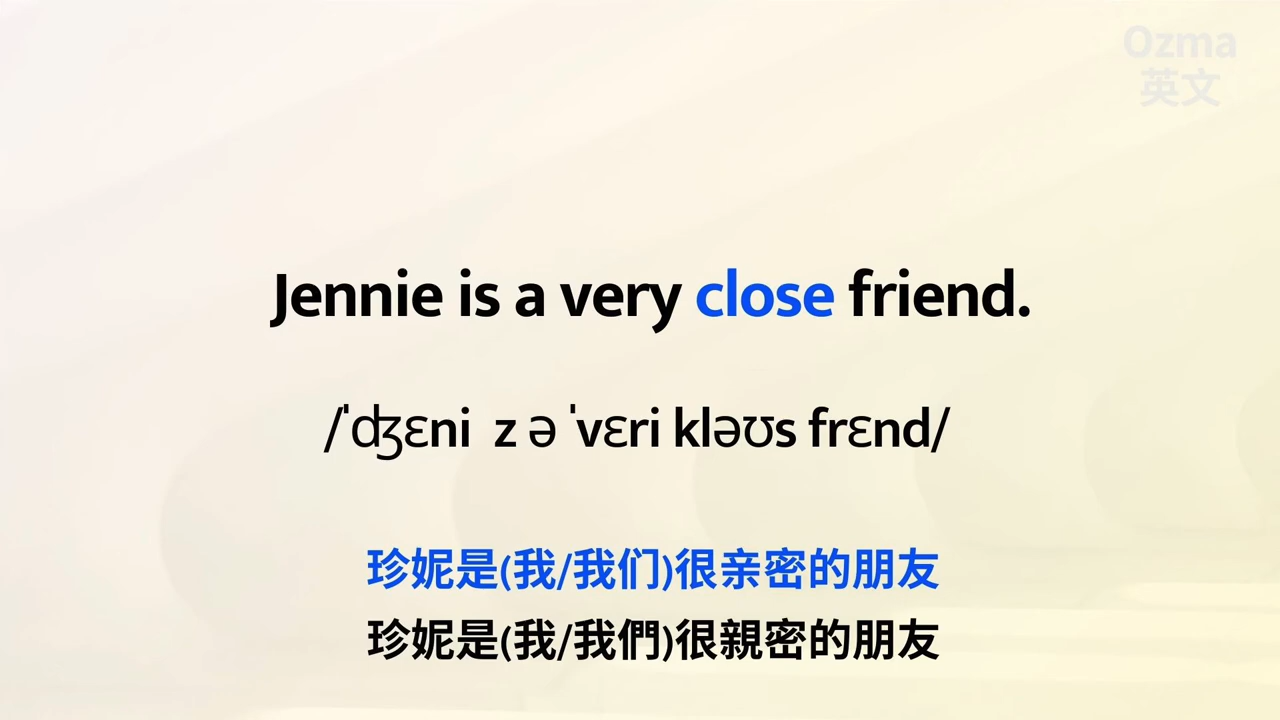 Ozma
英文
Jennie is a very close friend.
/ˈʤɛni  z ə ˈvɛri kləʊs frɛnd/
珍妮是(我/我们)很亲密的朋友
珍妮是(我/我們)很親密的朋友